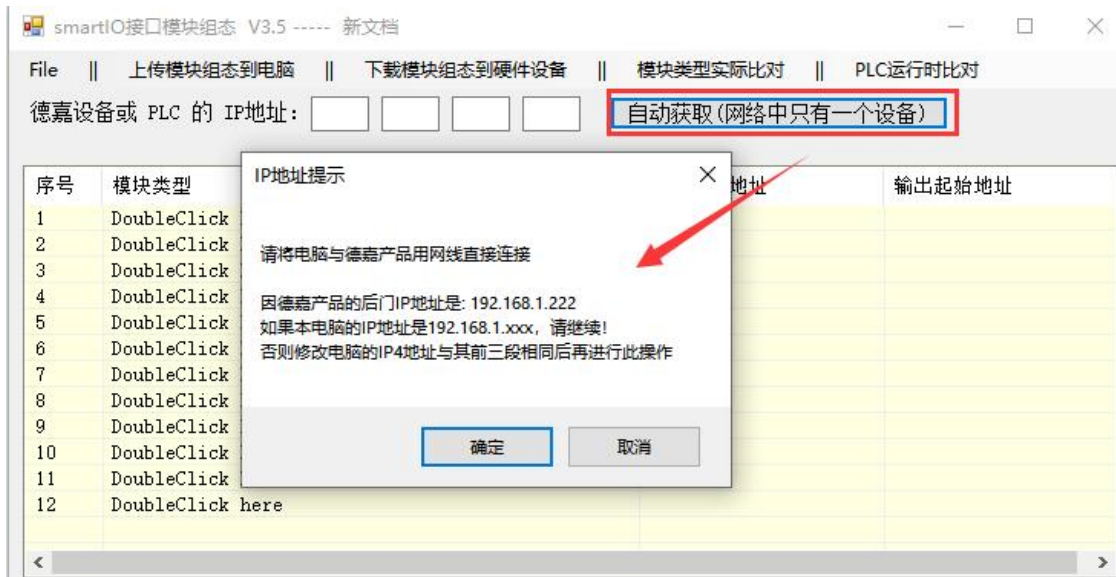 smartIO接口模块组态 V3.5 ----- 新文档
File || 上传模块组态到电脑 || 下载模块组态到硬件设备 || 模块类型实际比对 || PLC运行时比对
德嘉设备或 PLC 的 IP地址: 自动获取(网络中只有一个设备)
序号 模块类型 地址 输出起始地址
IP地址提示
请将电脑与德嘉产品用网线直接连接
因德嘉产品的后门IP地址是: 192.168.1.222
如果本电脑的IP地址是192.168.1.xxx，请继续!
否则修改电脑的IP4地址与其前三段相同后再进行此操作
确定 取消
1 DoubleClick
2 DoubleClick
3 DoubleClick
4 DoubleClick
5 DoubleClick
6 DoubleClick
7 DoubleClick
8 DoubleClick
9 DoubleClick
10 DoubleClick
11 DoubleClick
12 DoubleClick here